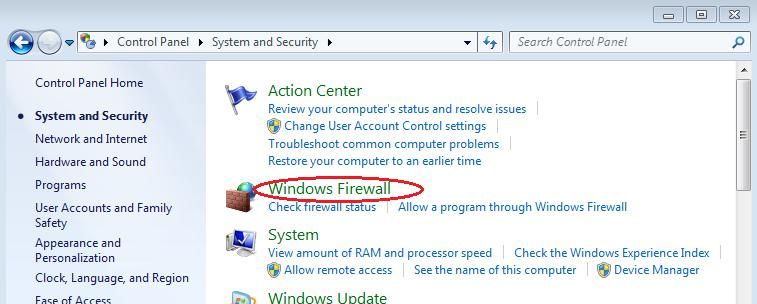 Control Panel System and Security
Search Control Panel
Control Panel Home
System and Security
Network and Internet
Hardware and Sound
Programs
User Accounts and Family
Safety
Appearance and
Personalization
Clock, Language, and Region
Ease of Access
Action Center
Review your computer's status and resolve issues
Change User Account Control settings
Troubleshoot common computer problems
Restore your computer to an earlier time
Windows Firewall
Check firewall status Allow a program through Windows Firewall
System
View amount of RAM and processor speed Check the Windows Experience Index
Allow remote access See the name of this computer Device Manager
Windows Update